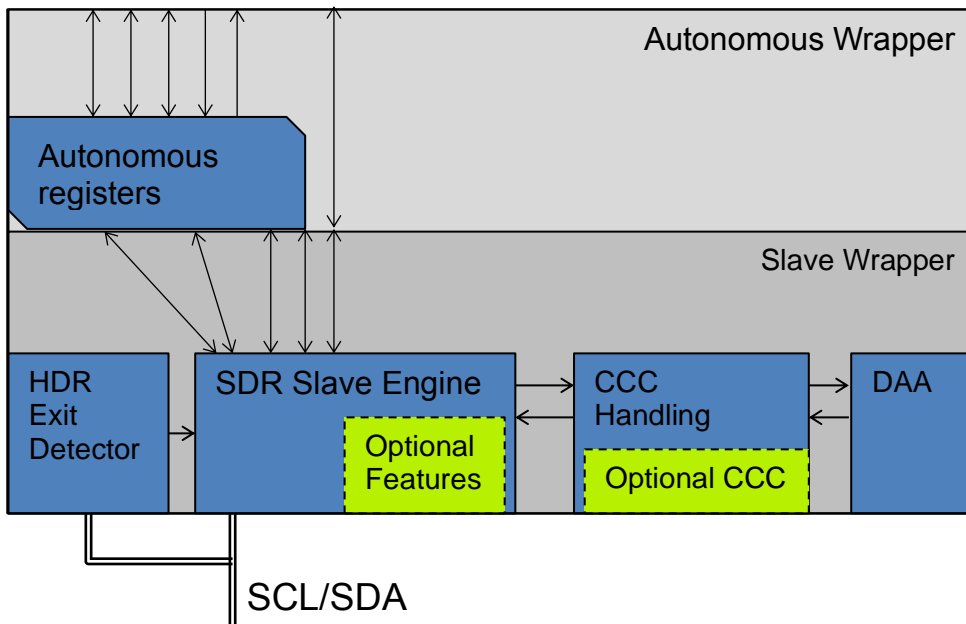 Autonomous Wrapper
Autonomous
registers
Slave Wrapper
HDR
Exit
Detector
SDR Slave Engine
Optional
Features
CCC
Handling
Optional CCC
DAA
SCL/SDA